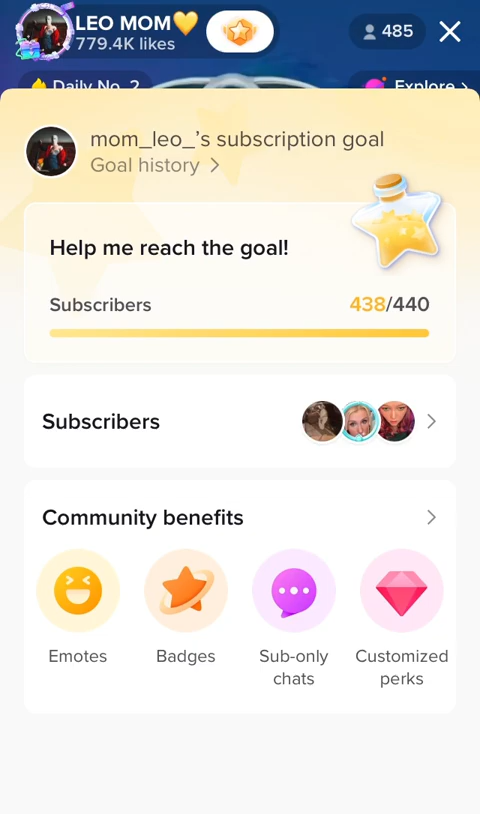 LEO MOM💛
779.4K likes
485
Daily No. 2
Explore
mom_leo_'s subscription goal
Goal history
Help me reach the goal!
Subscribers
438/440
Subscribers
Community benefits
Emotes
Badges
Sub-only
chats
Customized
perks